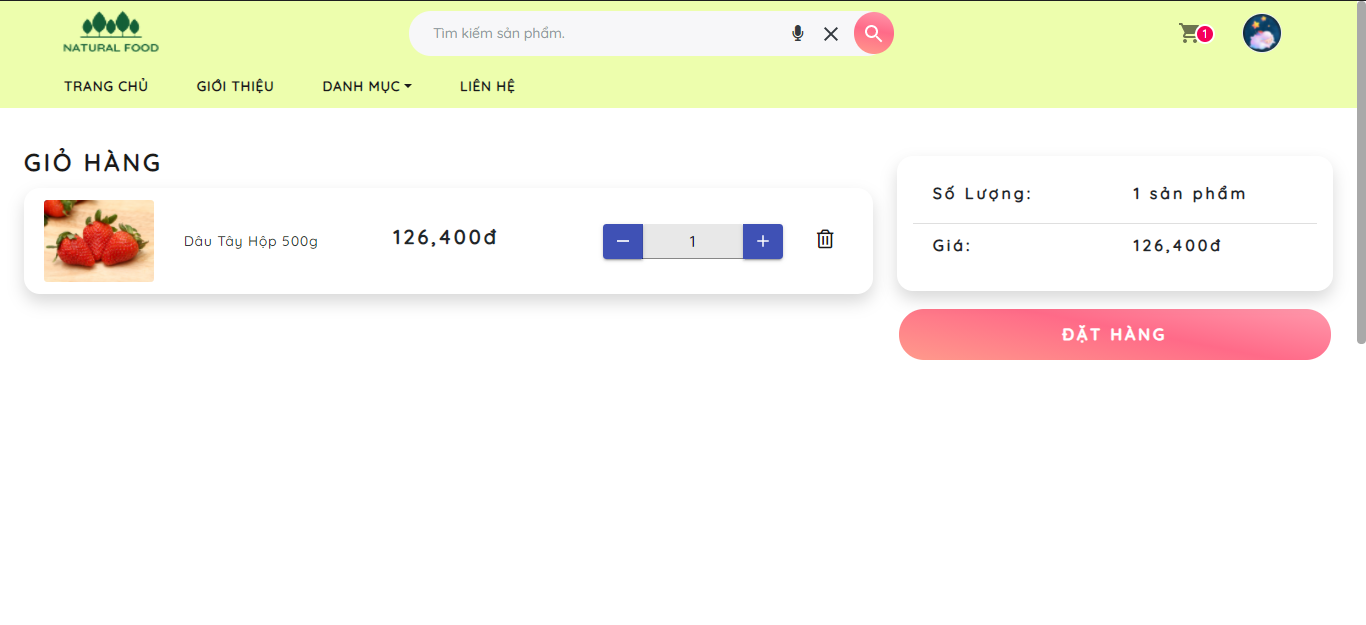 NATURAL FOOD
Tìm kiếm sản phẩm.
1
TRANG CHỦ GIỚI THIỆU DANH MỤC LIÊN HỆ
GIỎ HÀNG
Dâu Tây Hộp 500g 126,400đ 1
Số Lượng: 1 sản phẩm
Giá: 126,400đ
ĐẶT HÀNG